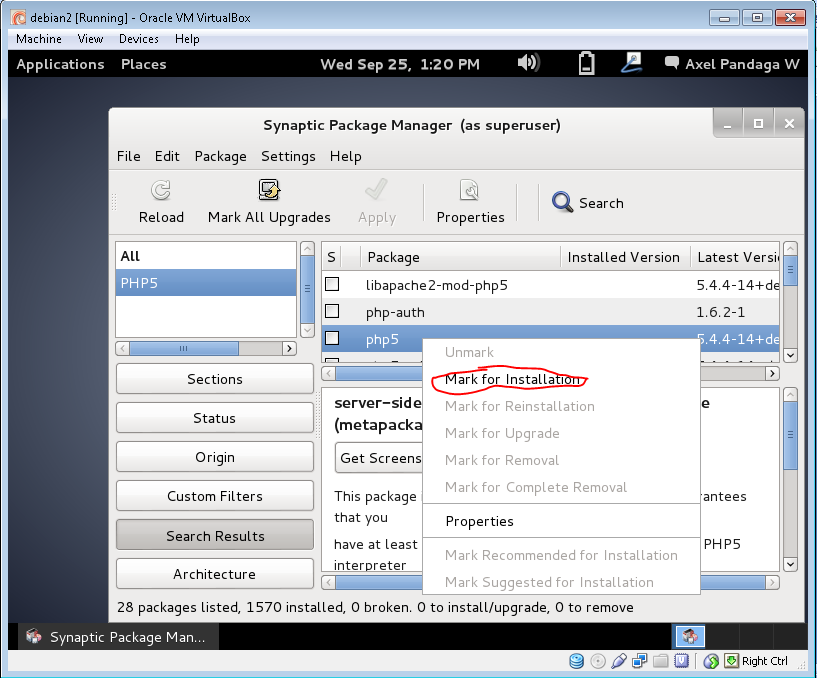 debian2 [Running] - Oracle VM VirtualBox
Machine View Devices Help
Applications Places Wed Sep 25, 1:20 PM Axel Pandaga W
Synaptic Package Manager (as superuser)
File Edit Package Settings Help
Reload Mark All Upgrades Apply Properties Search
All
PHP5
S Package Installed Version Latest Versi
libapache2-mod-php5 5.4.4-14+de
php-auth 1.6.2-1
php5 5.4.4-14+de
Unmark
Mark for Installation
Mark for Reinstallation
Mark for Upgrade
Mark for Removal
Mark for Complete Removal
Properties
Mark Recommended for Installation
Mark Suggested for Installation
Sections
Status
Origin
Custom Filters
Search Results
Architecture
server-side
(metapacka
Get Screens
This package rantees
that you
have at least PHP5
interpreter
28 packages listed, 1570 installed, 0 broken. 0 to install/upgrade, 0 to remove
Synaptic Package Man...
Right Ctrl